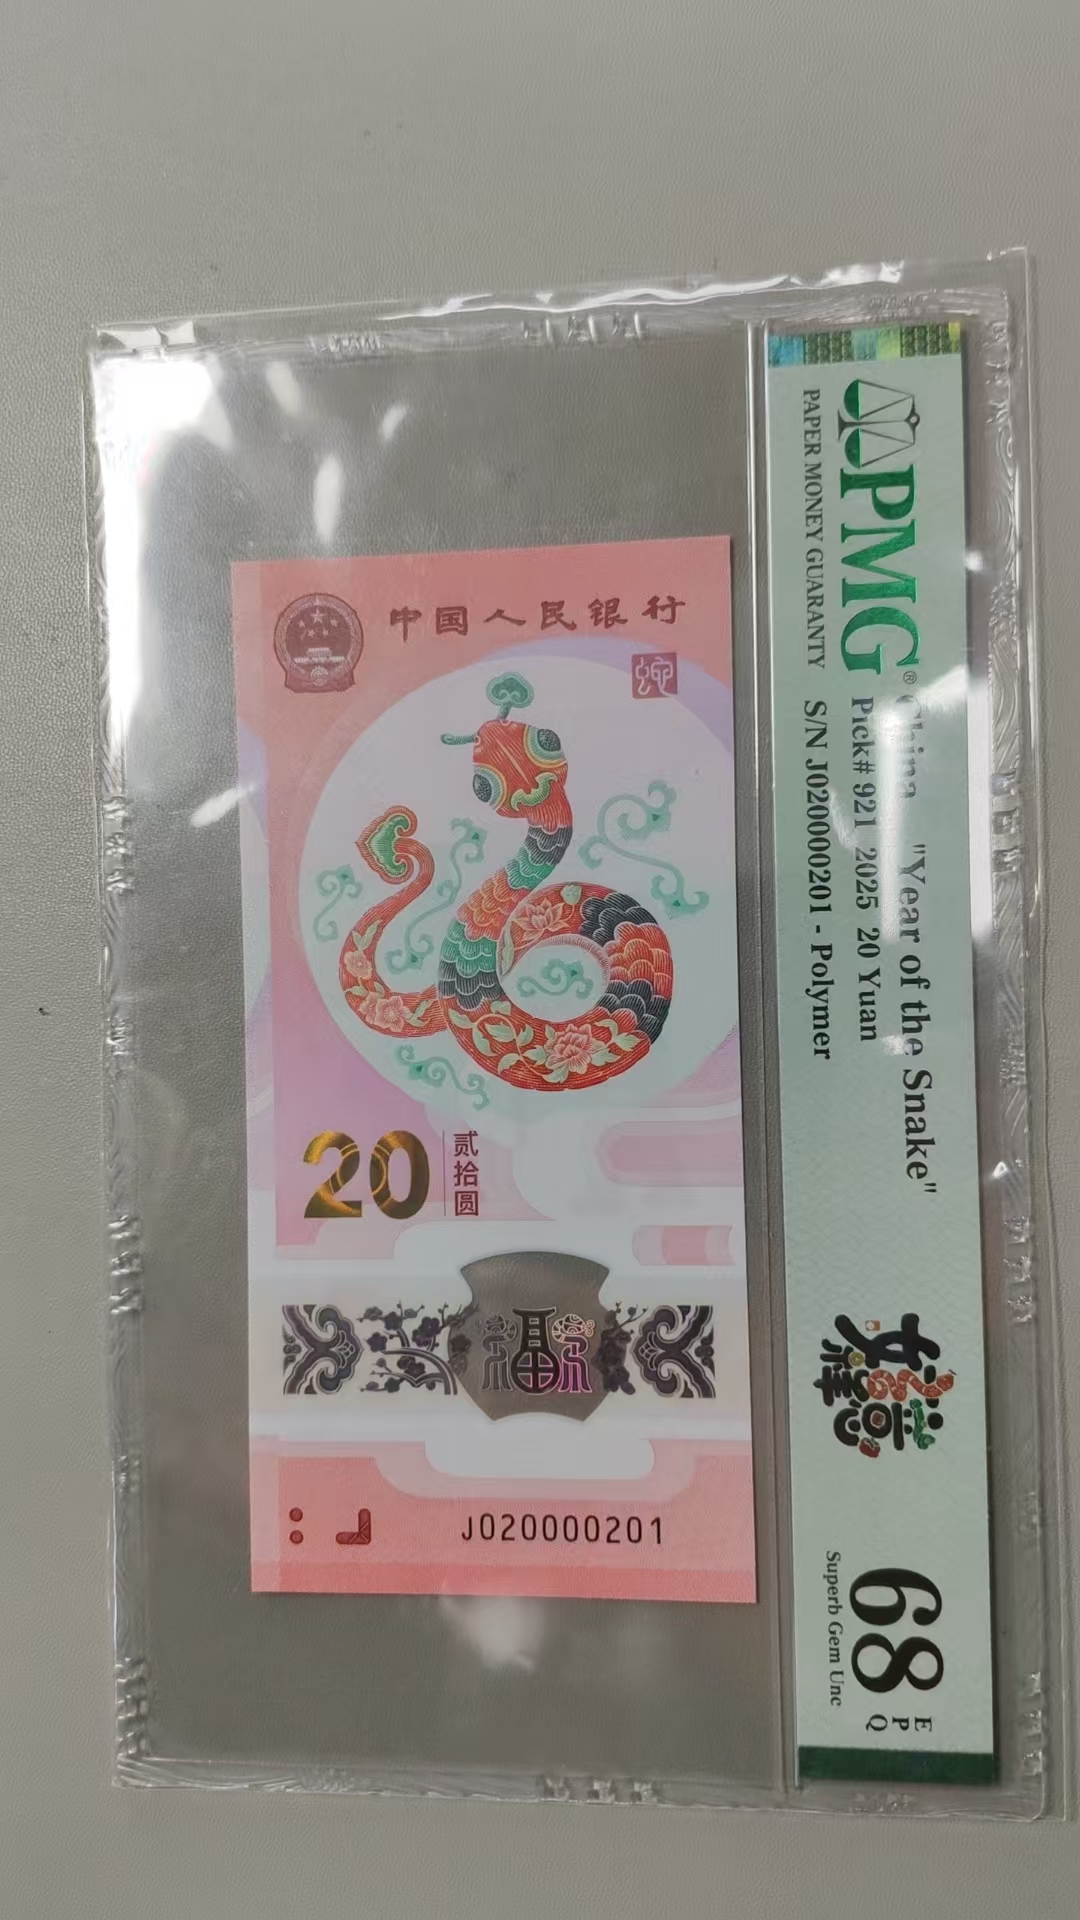 中国人民银行
蛇
20
贰拾圆
福
J020000201
PMG®
PAPER MONEY GUARANTY
China "Year of the Snake"
Pick# 921 2025 20 Yuan
S/N J020000201 - Polymer
68
EPQ
Superb Gem Unc